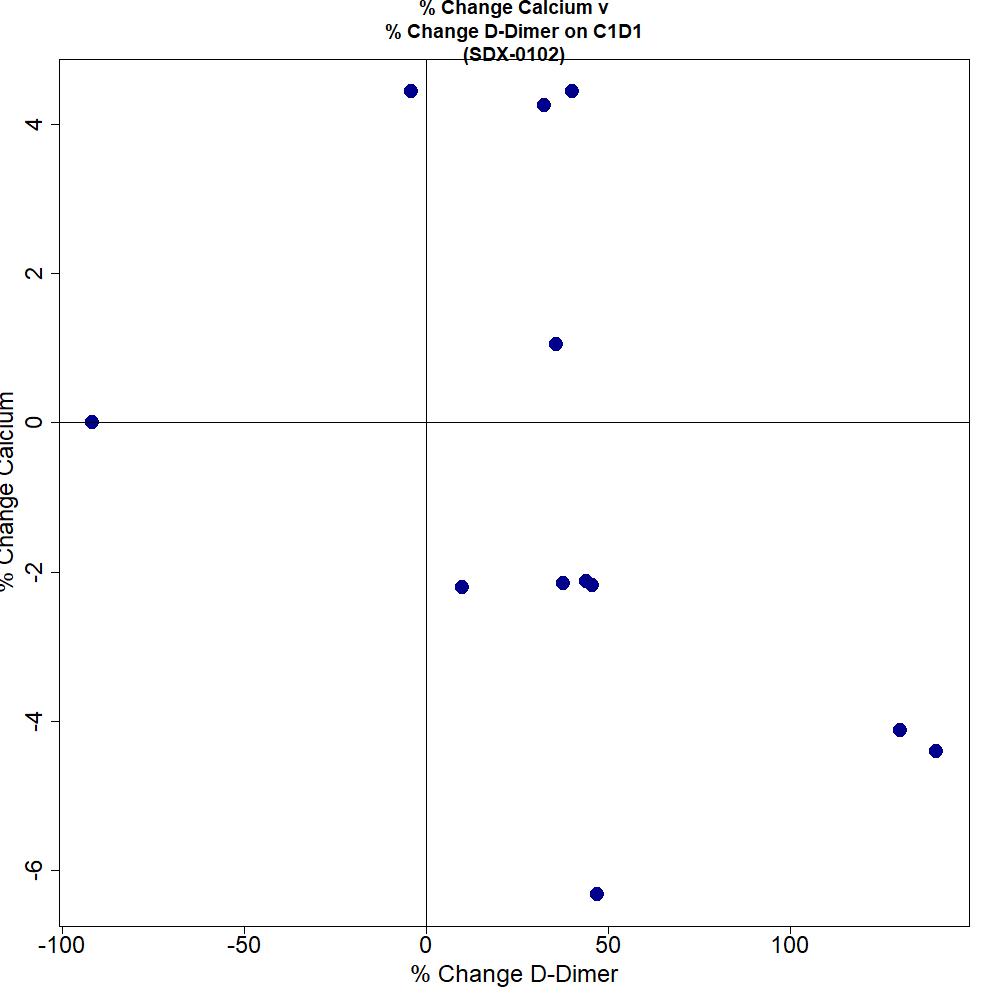 % Change Calcium v
% Change D-Dimer on C1D1
(SDX-0102)
% Change Calcium
4
2
0
-2
-4
-6
-100
-50
0
50
100
% Change D-Dimer